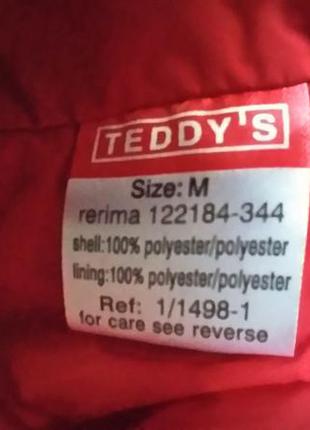 TEDDY'S
Size: M
rerima 122184-344
shell:100% polyester/polyester
lining:100% polyester/polyester
Ref: 1/1498-1
for care see reverse